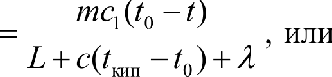 = mc₁(t₀ − t) / (L + c(tкип − t₀) + λ) , или